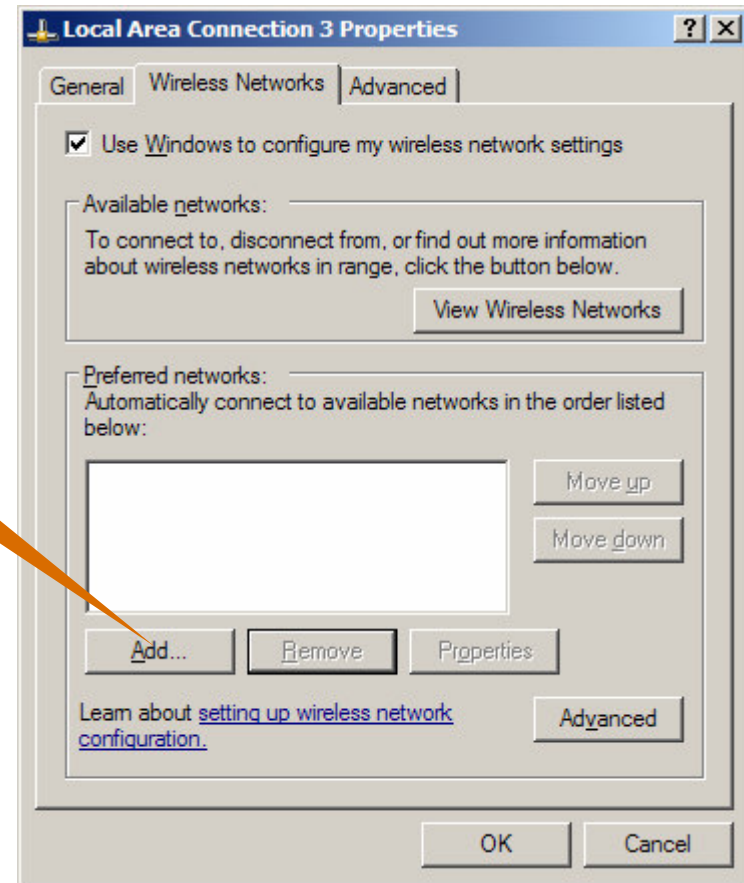 Local Area Connection 3 Properties
General Wireless Networks Advanced
Use Windows to configure my wireless network settings
Available networks:
To connect to, disconnect from, or find out more information
about wireless networks in range, click the button below.
View Wireless Networks
Preferred networks:
Automatically connect to available networks in the order listed
below:
Move up
Move down
Add... Remove Properties
Learn about setting up wireless network
configuration.
Advanced
OK Cancel